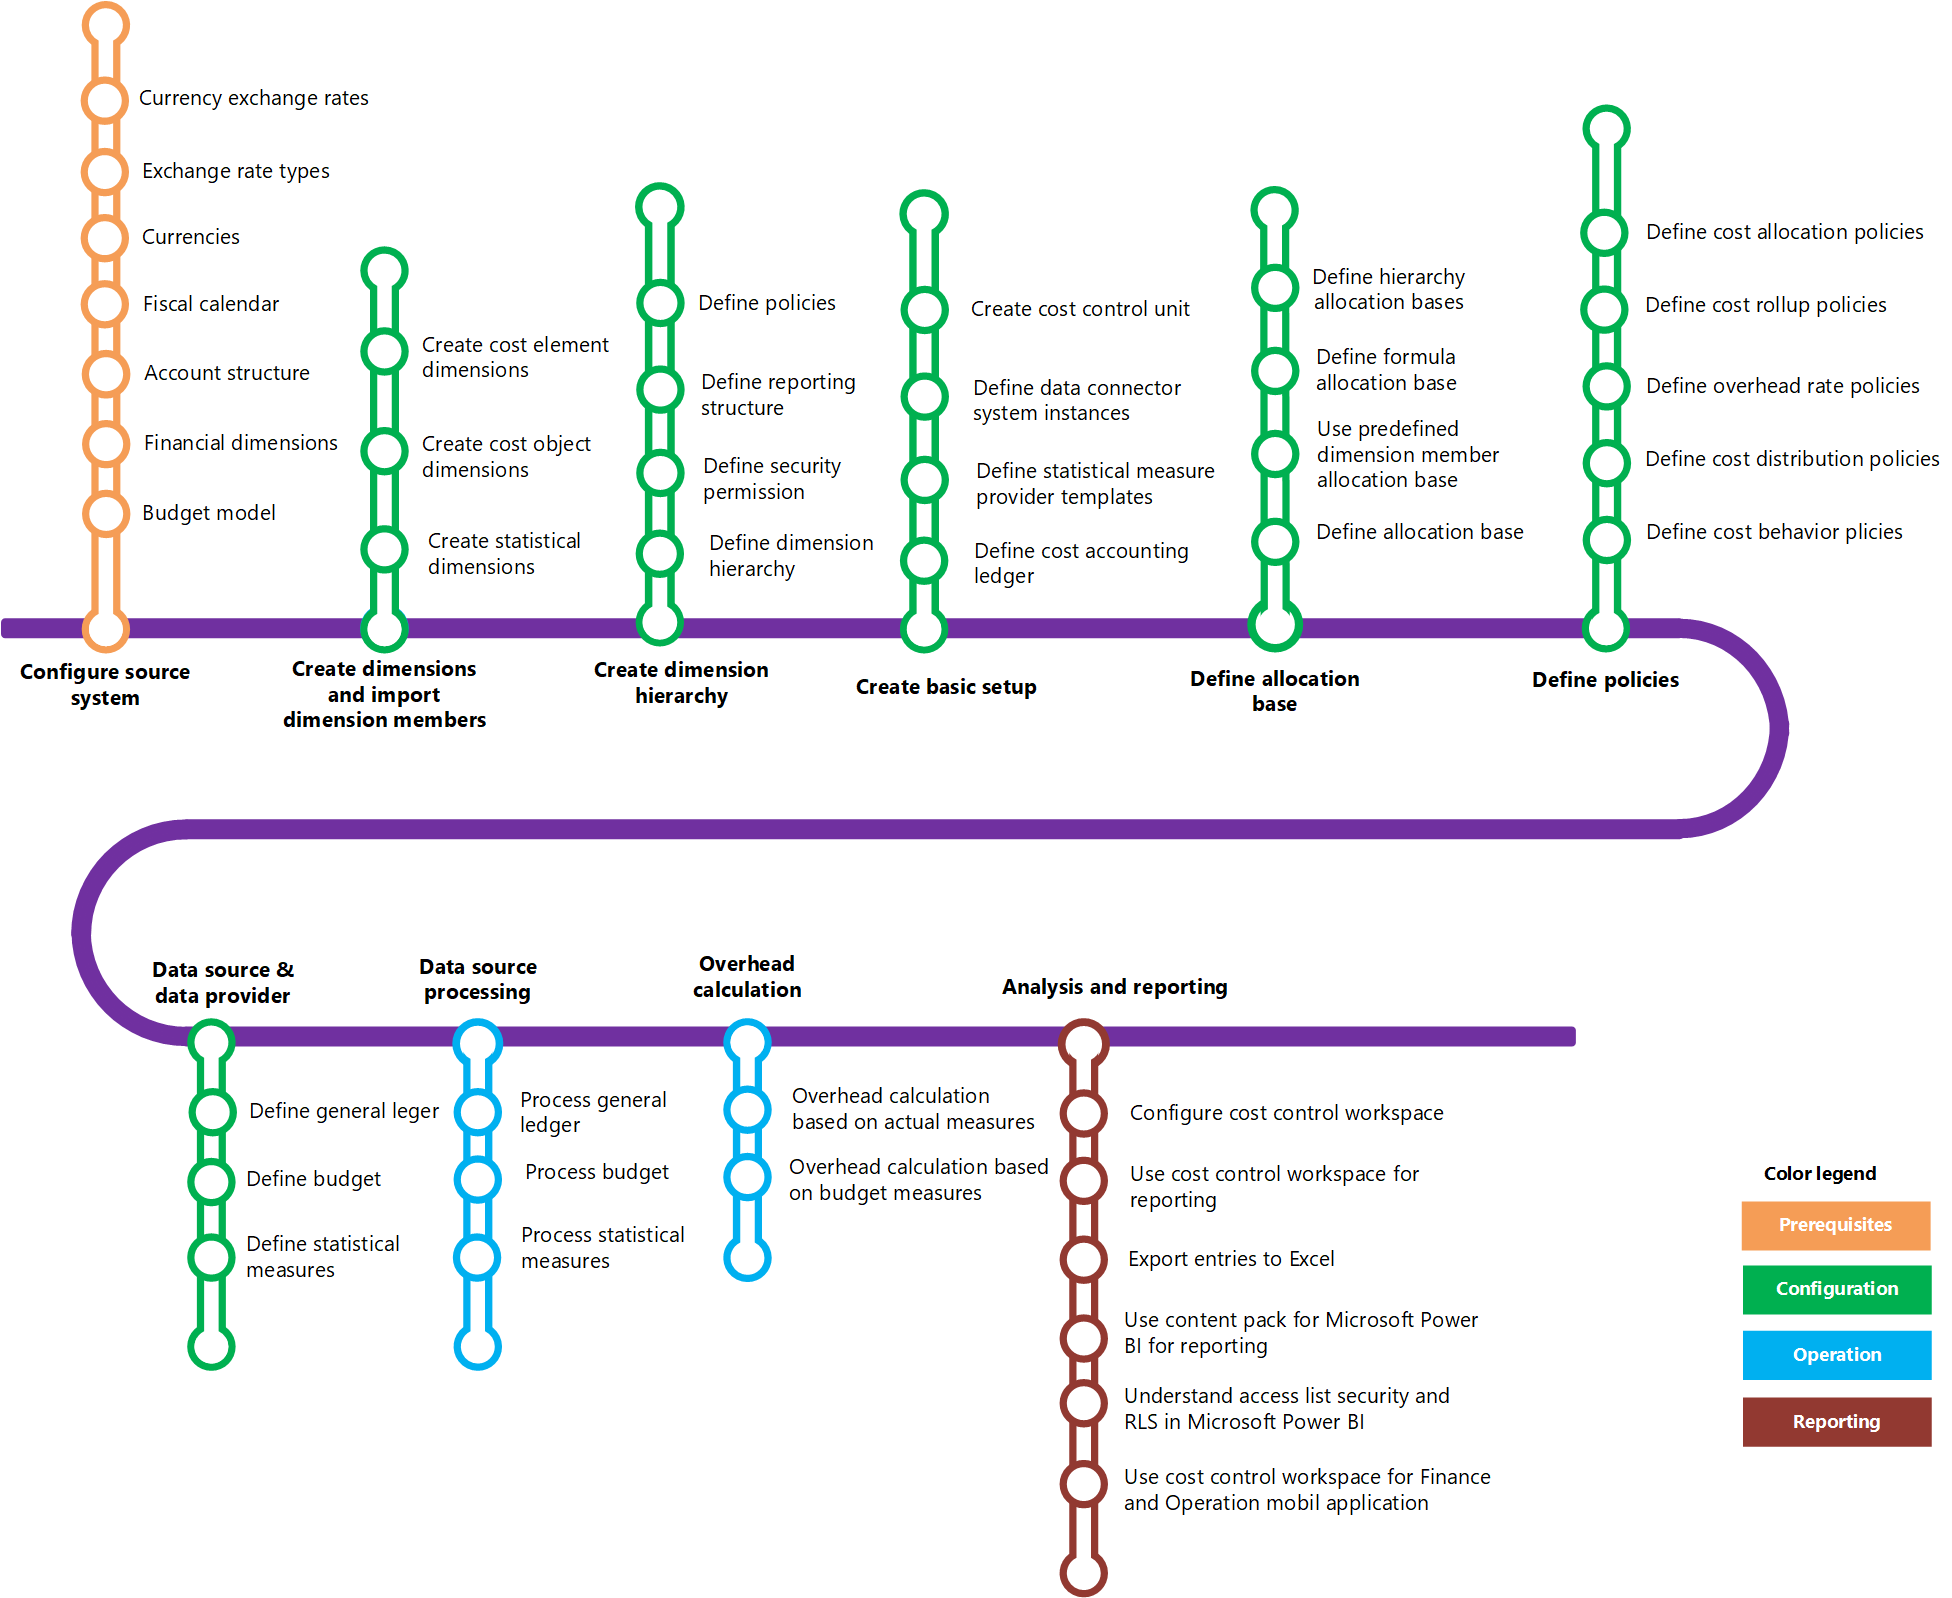 Currency exchange rates
Exchange rate types
Currencies
Fiscal calendar
Account structure
Financial dimensions
Budget model
Configure source
system
Create cost element
dimensions
Create cost object
dimensions
Create statistical
dimensions
Create dimensions
and import
dimension members
Define policies
Define reporting
structure
Define security
permission
Define dimension
hierarchy
Create dimension
hierarchy
Create cost control unit
Define data connector
system instances
Define statistical measure
provider templates
Define cost accounting
ledger
Create basic setup
Define hierarchy
allocation bases
Define formula
allocation base
Use predefined
dimension member
allocation base
Define allocation base
Define allocation
base
Define cost allocation policies
Define cost rollup policies
Define overhead rate policies
Define cost distribution policies
Define cost behavior plicies
Define policies
Data source &
data provider
Define general leger
Define budget
Define statistical
measures
Data source
processing
Process general
ledger
Process budget
Process statistical
measures
Overhead
calculation
Overhead calculation
based on actual measures
Overhead calculation based
on budget measures
Analysis and reporting
Configure cost control workspace
Use cost control workspace for
reporting
Export entries to Excel
Use content pack for Microsoft Power
BI for reporting
Understand access list security and
RLS in Microsoft Power BI
Use cost control workspace for Finance
and Operation mobil application
Color legend
Prerequisites
Configuration
Operation
Reporting